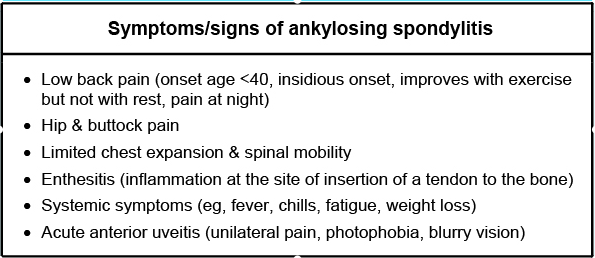 Symptoms/signs of ankylosing spondylitis
• Low back pain (onset age <40, insidious onset, improves with exercise
but not with rest, pain at night)
• Hip & buttock pain
• Limited chest expansion & spinal mobility
• Enthesitis (inflammation at the site of insertion of a tendon to the bone)
• Systemic symptoms (eg, fever, chills, fatigue, weight loss)
• Acute anterior uveitis (unilateral pain, photophobia, blurry vision)